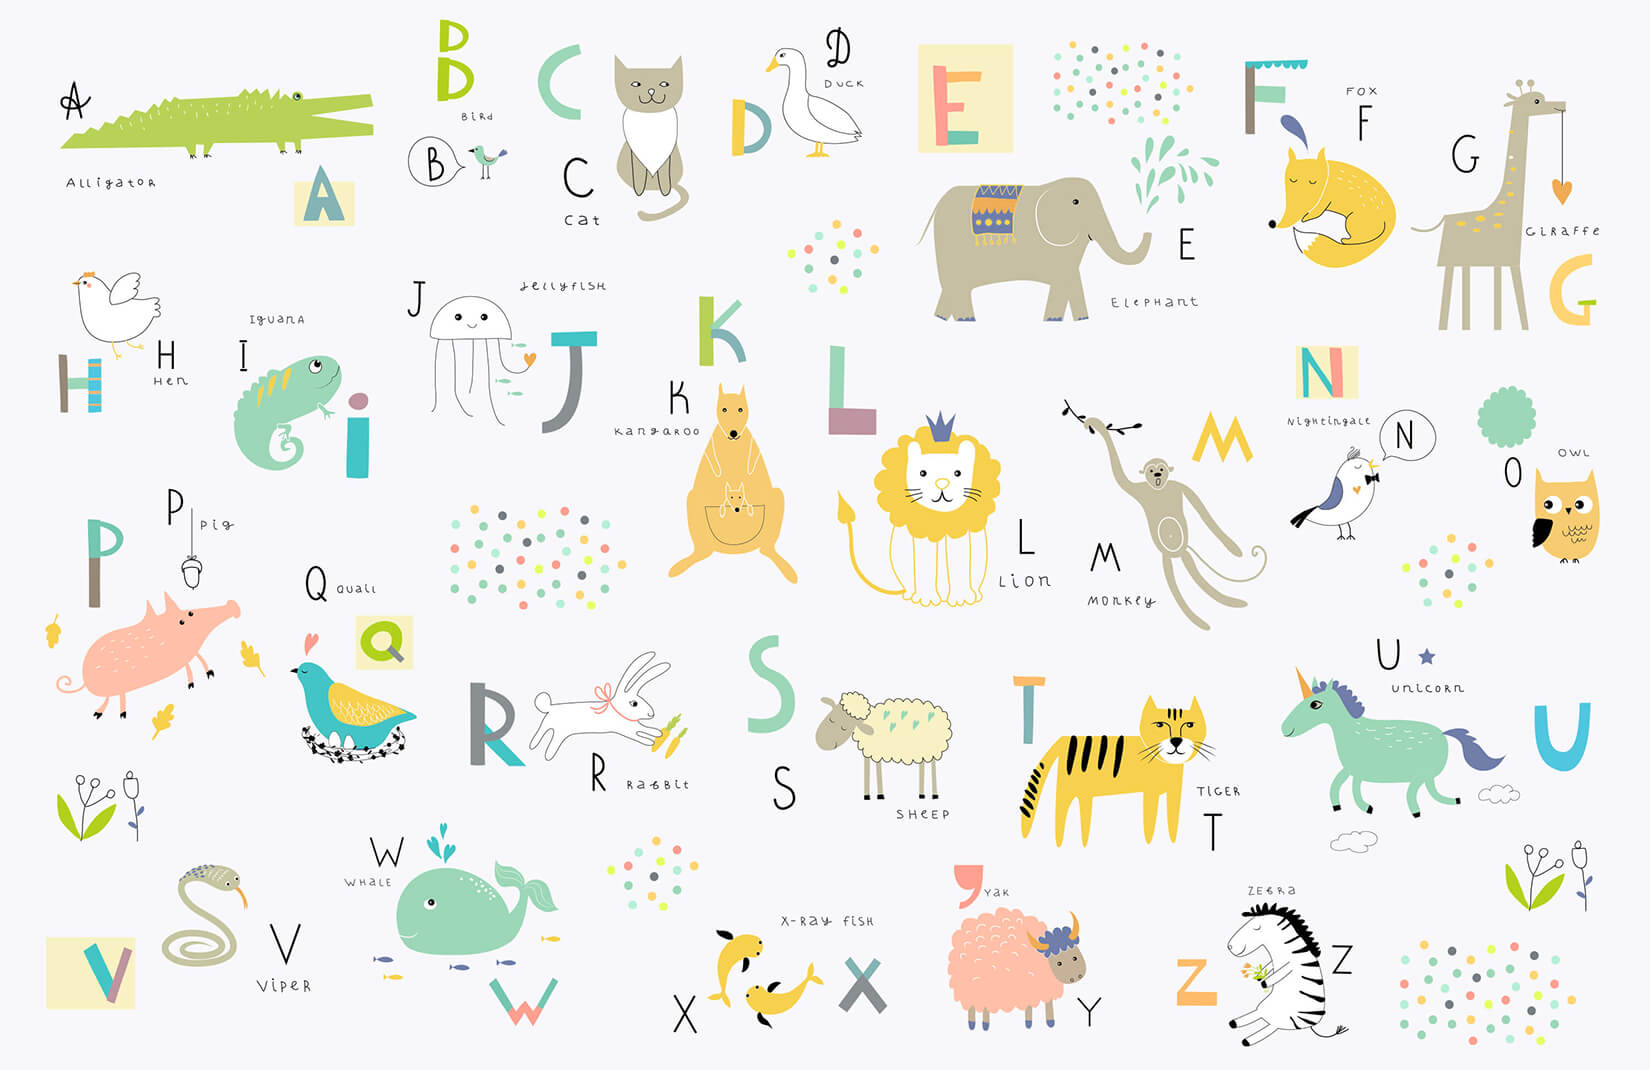 A
Alligator
A
B
B
Bird
B
C
C
Cat
D
Duck
D
E
E
Elephant
F
Fox
F
G
Giraffe
G
H
Hen
H
Iguana
I
i
J
Jellyfish
J
K
K
Kangaroo
L
L
Lion
M
M
Monkey
N
Nightingale
N
O
Owl
P
Pig
P
Q
Quail
Q
R
R
Rabbit
S
S
Sheep
T
Tiger
T
U
Unicorn
U
V
V
Viper
W
Whale
W
X-Ray fish
X
X
Yak
Y
Zebra
Z
Z